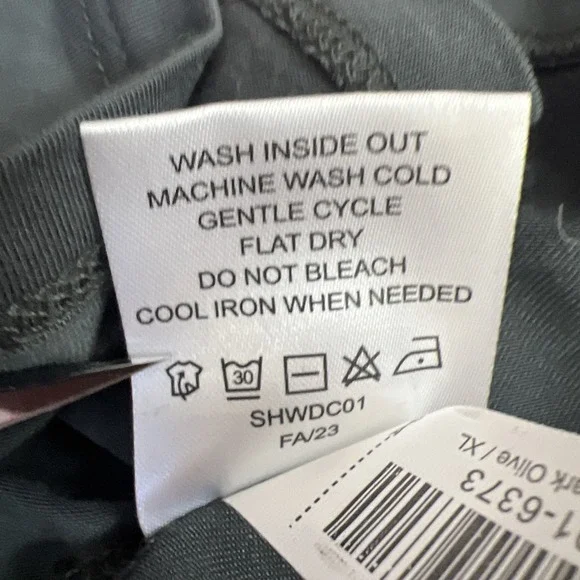 WASH INSIDE OUT
MACHINE WASH COLD
GENTLE CYCLE
FLAT DRY
DO NOT BLEACH
COOL IRON WHEN NEEDED
30
SHWDC01
FA/23
ark Olive / XL
1-6373